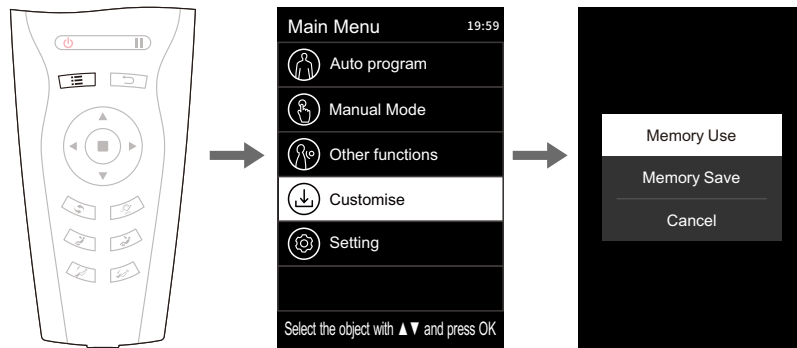 Main Menu 19:59
Auto program
Manual Mode
Other functions
Customise
Setting
Select the object with ▲▼ and press OK
Memory Use
Memory Save
Cancel